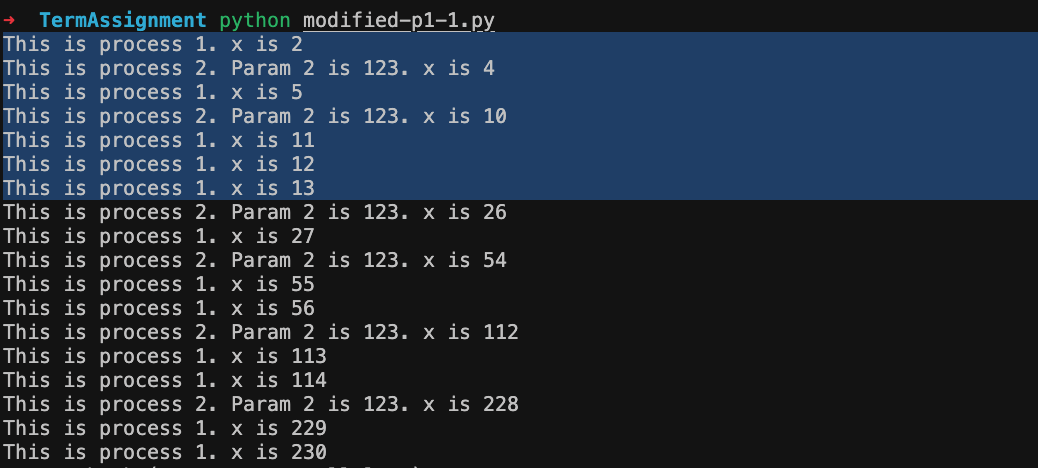 → TermAssignment python modified-p1-1.py
This is process 1. x is 2
This is process 2. Param 2 is 123. x is 4
This is process 1. x is 5
This is process 2. Param 2 is 123. x is 10
This is process 1. x is 11
This is process 1. x is 12
This is process 1. x is 13
This is process 2. Param 2 is 123. x is 26
This is process 1. x is 27
This is process 2. Param 2 is 123. x is 54
This is process 1. x is 55
This is process 1. x is 56
This is process 2. Param 2 is 123. x is 112
This is process 1. x is 113
This is process 1. x is 114
This is process 2. Param 2 is 123. x is 228
This is process 1. x is 229
This is process 1. x is 230